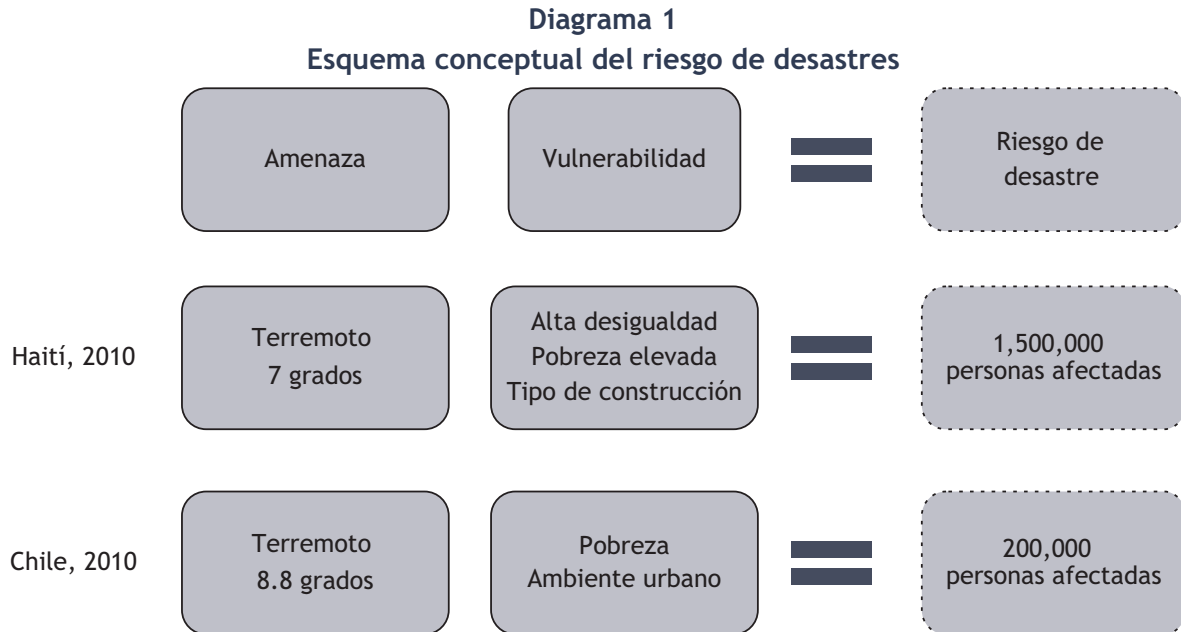 Diagrama 1
Esquema conceptual del riesgo de desastres
Amenaza
Vulnerabilidad
Riesgo de
desastre
Haití, 2010
Terremoto
7 grados
Alta desigualdad
Pobreza elevada
Tipo de construcción
1,500,000
personas afectadas
Chile, 2010
Terremoto
8.8 grados
Pobreza
Ambiente urbano
200,000
personas afectadas